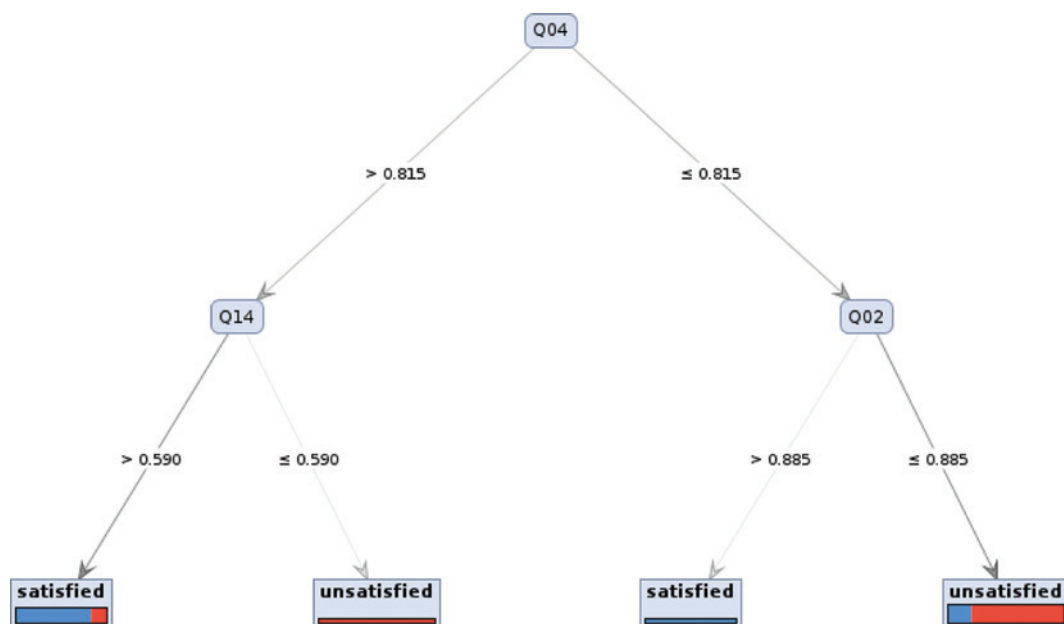 Q04
> 0.815
≤ 0.815
Q14
Q02
> 0.590
≤ 0.590
> 0.885
≤ 0.885
satisfied
unsatisfied
satisfied
unsatisfied